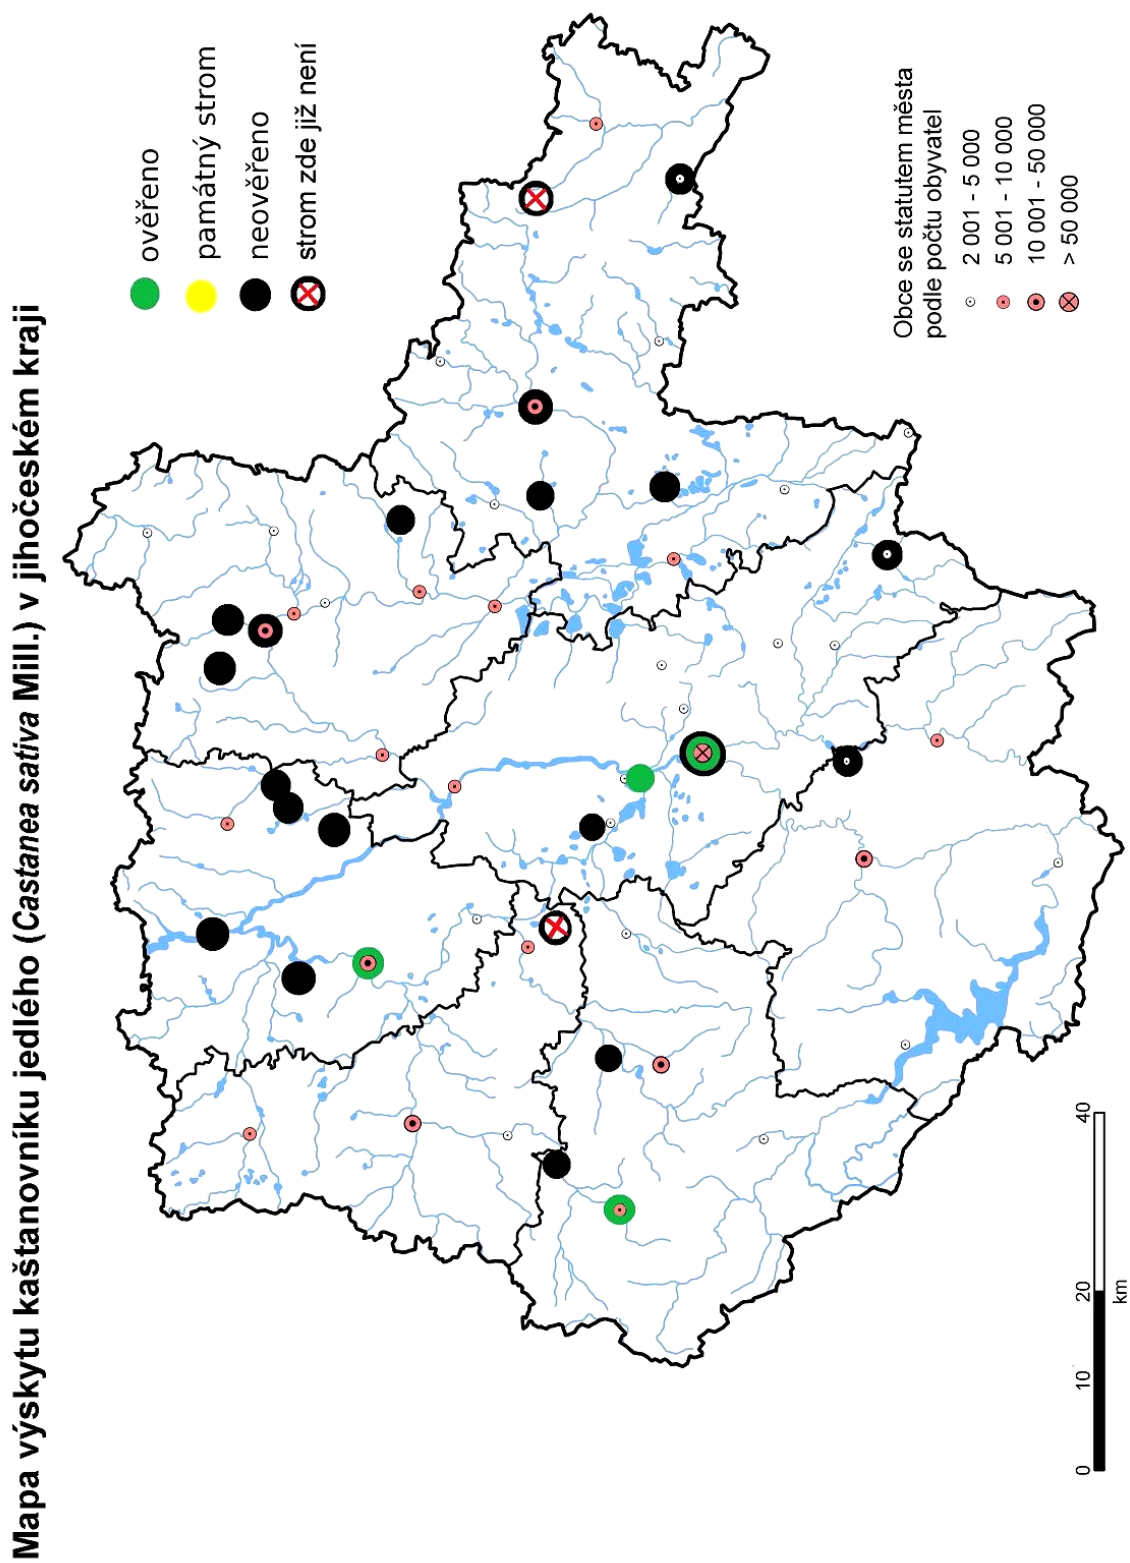 Mapa výskytu kaštanovníku jedlého (Castanea sativa Mill.) v jihočeském kraji
ověřeno
památný strom
neověřeno
strom zde již není
Obce se statutem města
podle počtu obyvatel
2 001 - 5 000
5 001 - 10 000
10 001 - 50 000
> 50 000
0 10 20 40
km